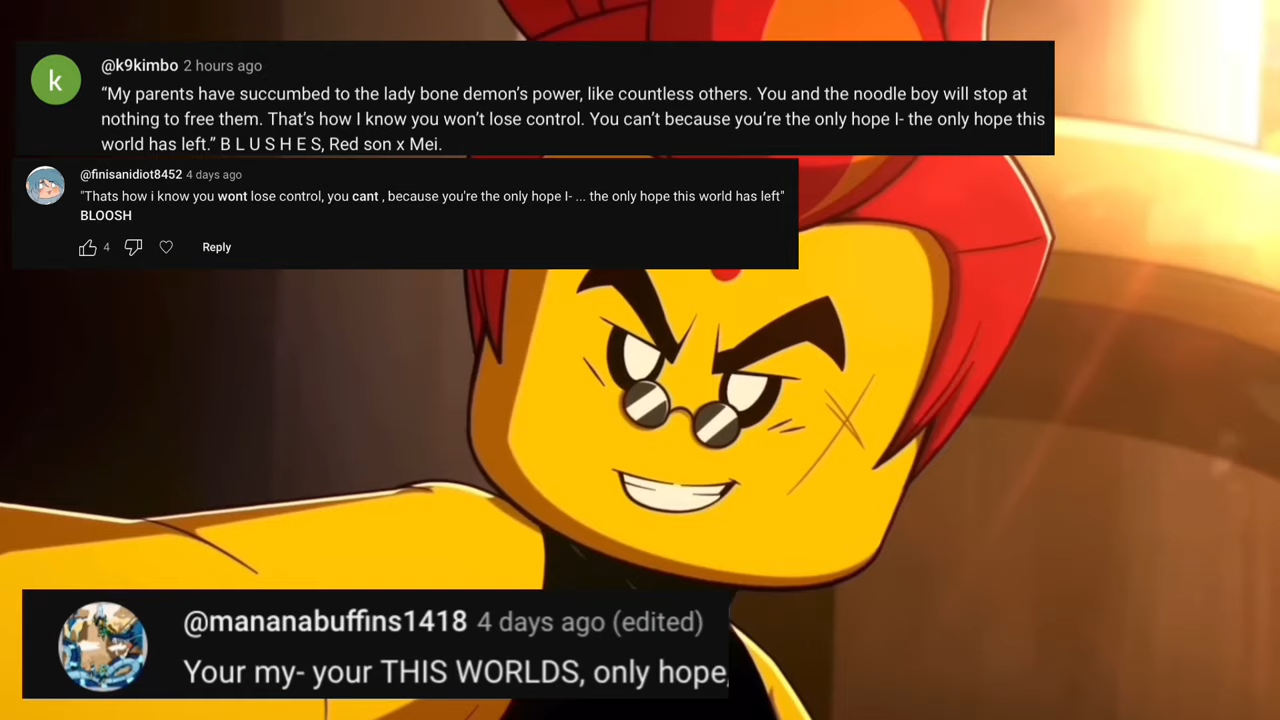 k
@k9kimbo 2 hours ago
“My parents have succumbed to the lady bone demon’s power, like countless others. You and the noodle boy will stop at
nothing to free them. That’s how I know you won’t lose control. You can’t because you’re the only hope I- the only hope this
world has left.” B L U S H E S, Red son x Mei.
@finisanidiot8452 4 days ago
"Thats how i know you wont lose control, you cant , because you're the only hope I- ... the only hope this world has left"
BLOOSH
4 Reply
@mananabuffins1418 4 days ago (edited)
Your my- your THIS WORLDS, only hope,